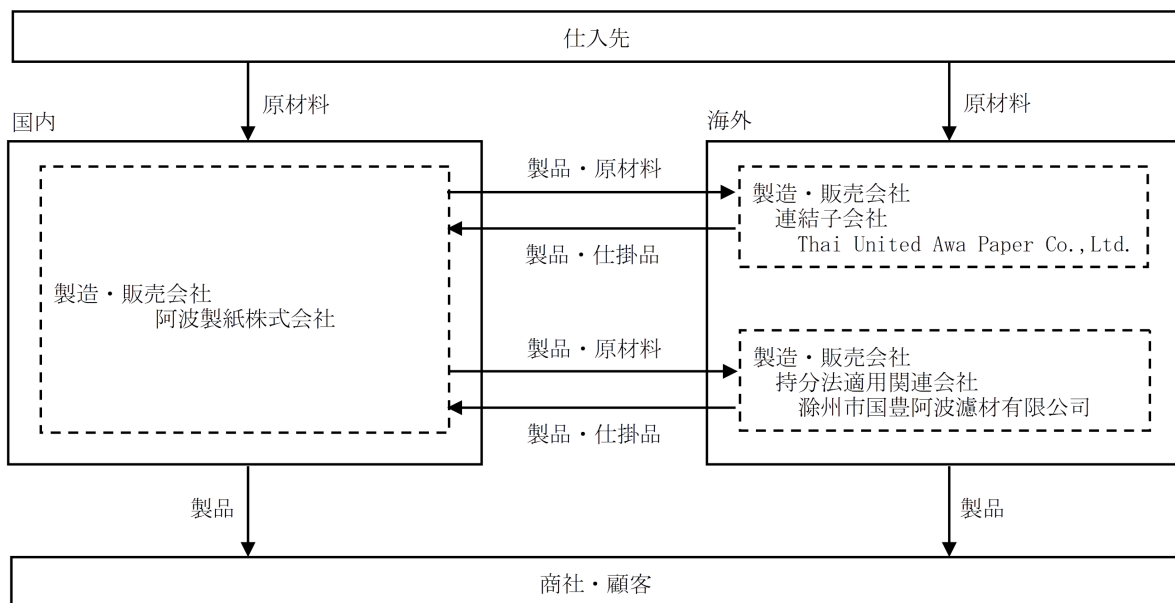 仕入先
原材料
原材料
国内
海外
製品・原材料
製造・販売会社
連結子会社
Thai United Awa Paper Co.,Ltd.
製品・仕掛品
製造・販売会社
阿波製紙株式会社
製品・原材料
製造・販売会社
持分法適用関連会社
滁州市国豊阿波濾材有限公司
製品・仕掛品
製品
製品
商社・顧客